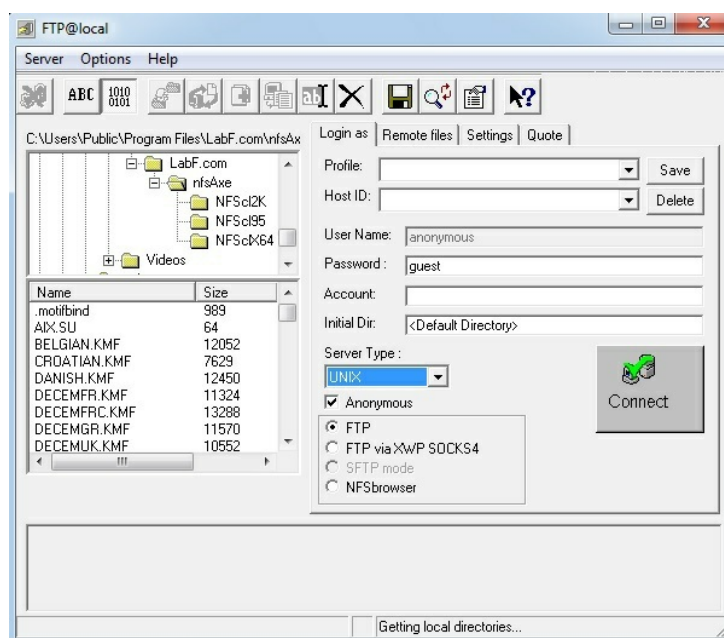 FTP@local
Server Options Help
ABC 1010 0101
C:\Users\Public\Program Files\LabF.com\nfsAx
LabF.com
nfsAxe
NFScl2K
NFScl95
NFSclX64
Videos
Name Size
.motifbind 989
AIX.SU 64
BELGIAN.KMF 12052
CROATIAN.KMF 7629
DANISH.KMF 12450
DECEMFR.KMF 11324
DECEMFRC.KMF 13288
DECEMGR.KMF 11570
DECEMUK.KMF 10552
Login as Remote files Settings Quote
Profile: Save
Host ID: Delete
User Name: anonymous
Password : guest
Account:
Initial Dir: <Default Directory>
Server Type :
UNIX
Anonymous
Connect
FTP
FTP via XWP SOCKS4
SFTP mode
NFSbrowser
Getting local directories...